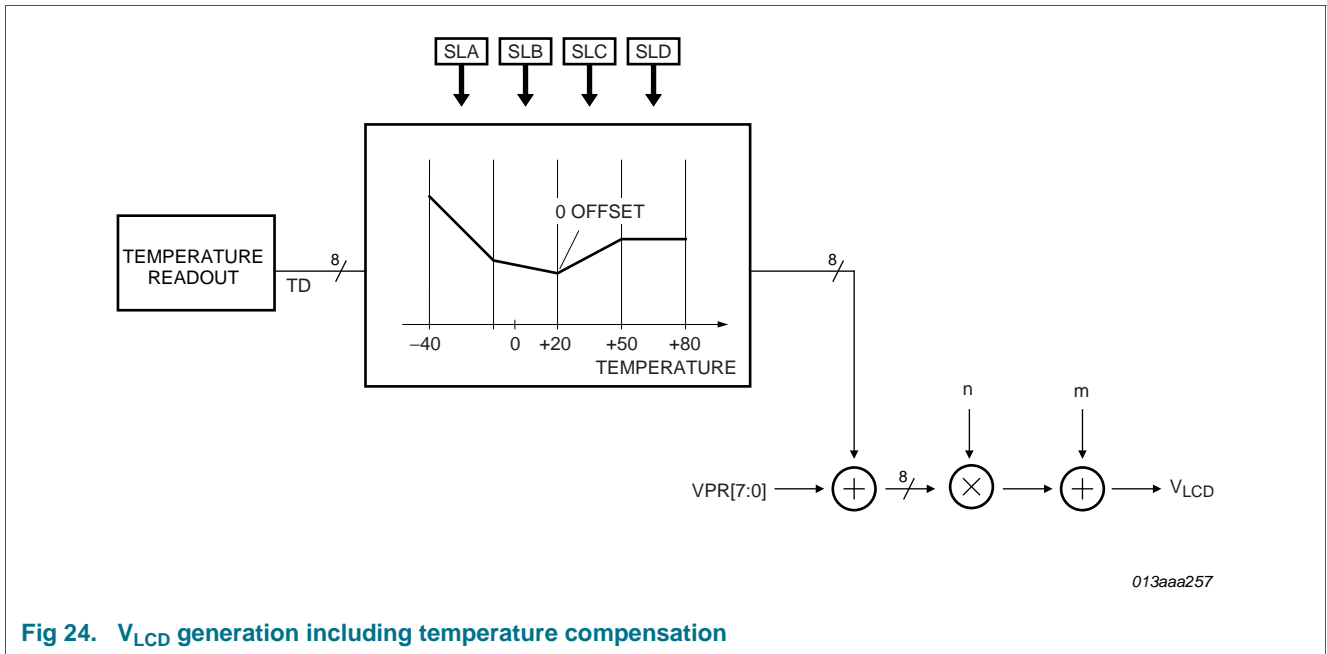 SLA SLB SLC SLD
0 OFFSET
TEMPERATURE
READOUT
8
TD
8
−40 0 +20 +50 +80
TEMPERATURE
n m
VPR[7:0] + 8 × + VLCD
013aaa257
Fig 24. VLCD generation including temperature compensation